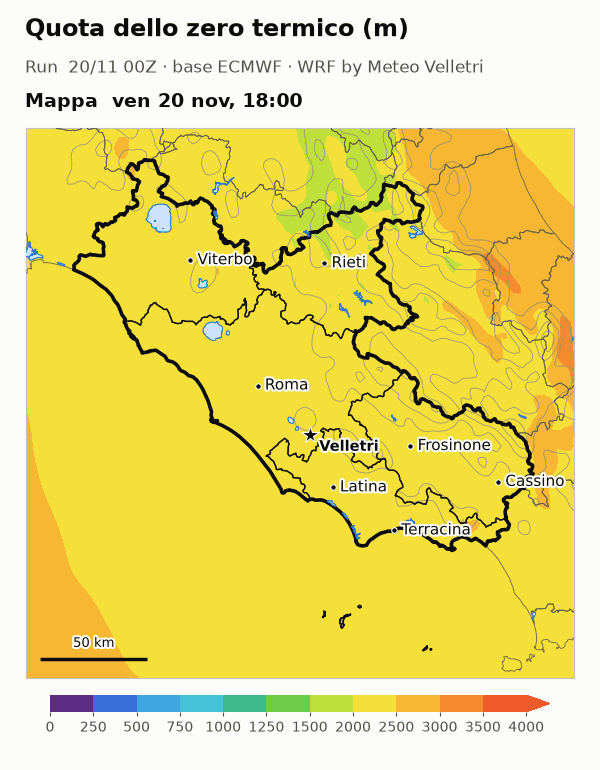 Quota dello zero termico (m)
Run 20/11 00Z · base ECMWF · WRF by Meteo Velletri
Mappa ven 20 nov, 18:00
Viterbo
Rieti
Roma
Velletri
Frosinone
Cassino
Latina
Terracina
50 km
0 250 500 750 1000 1250 1500 2000 2500 3000 3500 4000